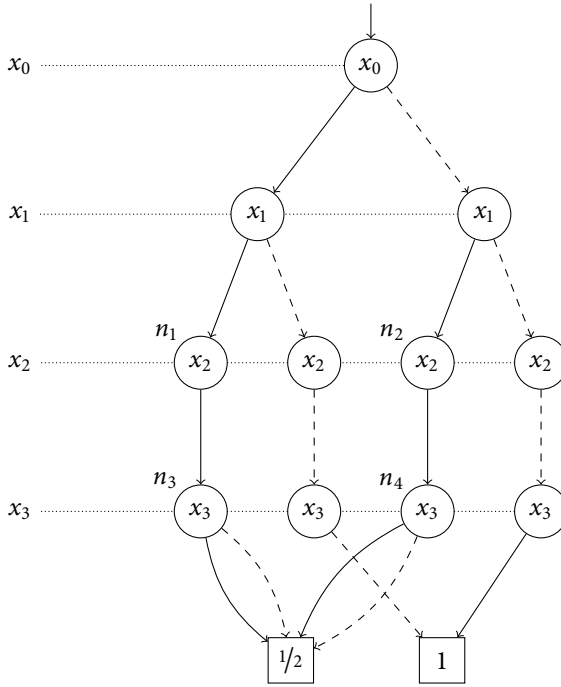 x₀ x₀
x₁ x₁ x₁
n₁ n₂
x₂ x₂ x₂ x₂ x₂
n₃ n₄
x₃ x₃ x₃ x₃ x₃
1/2 1